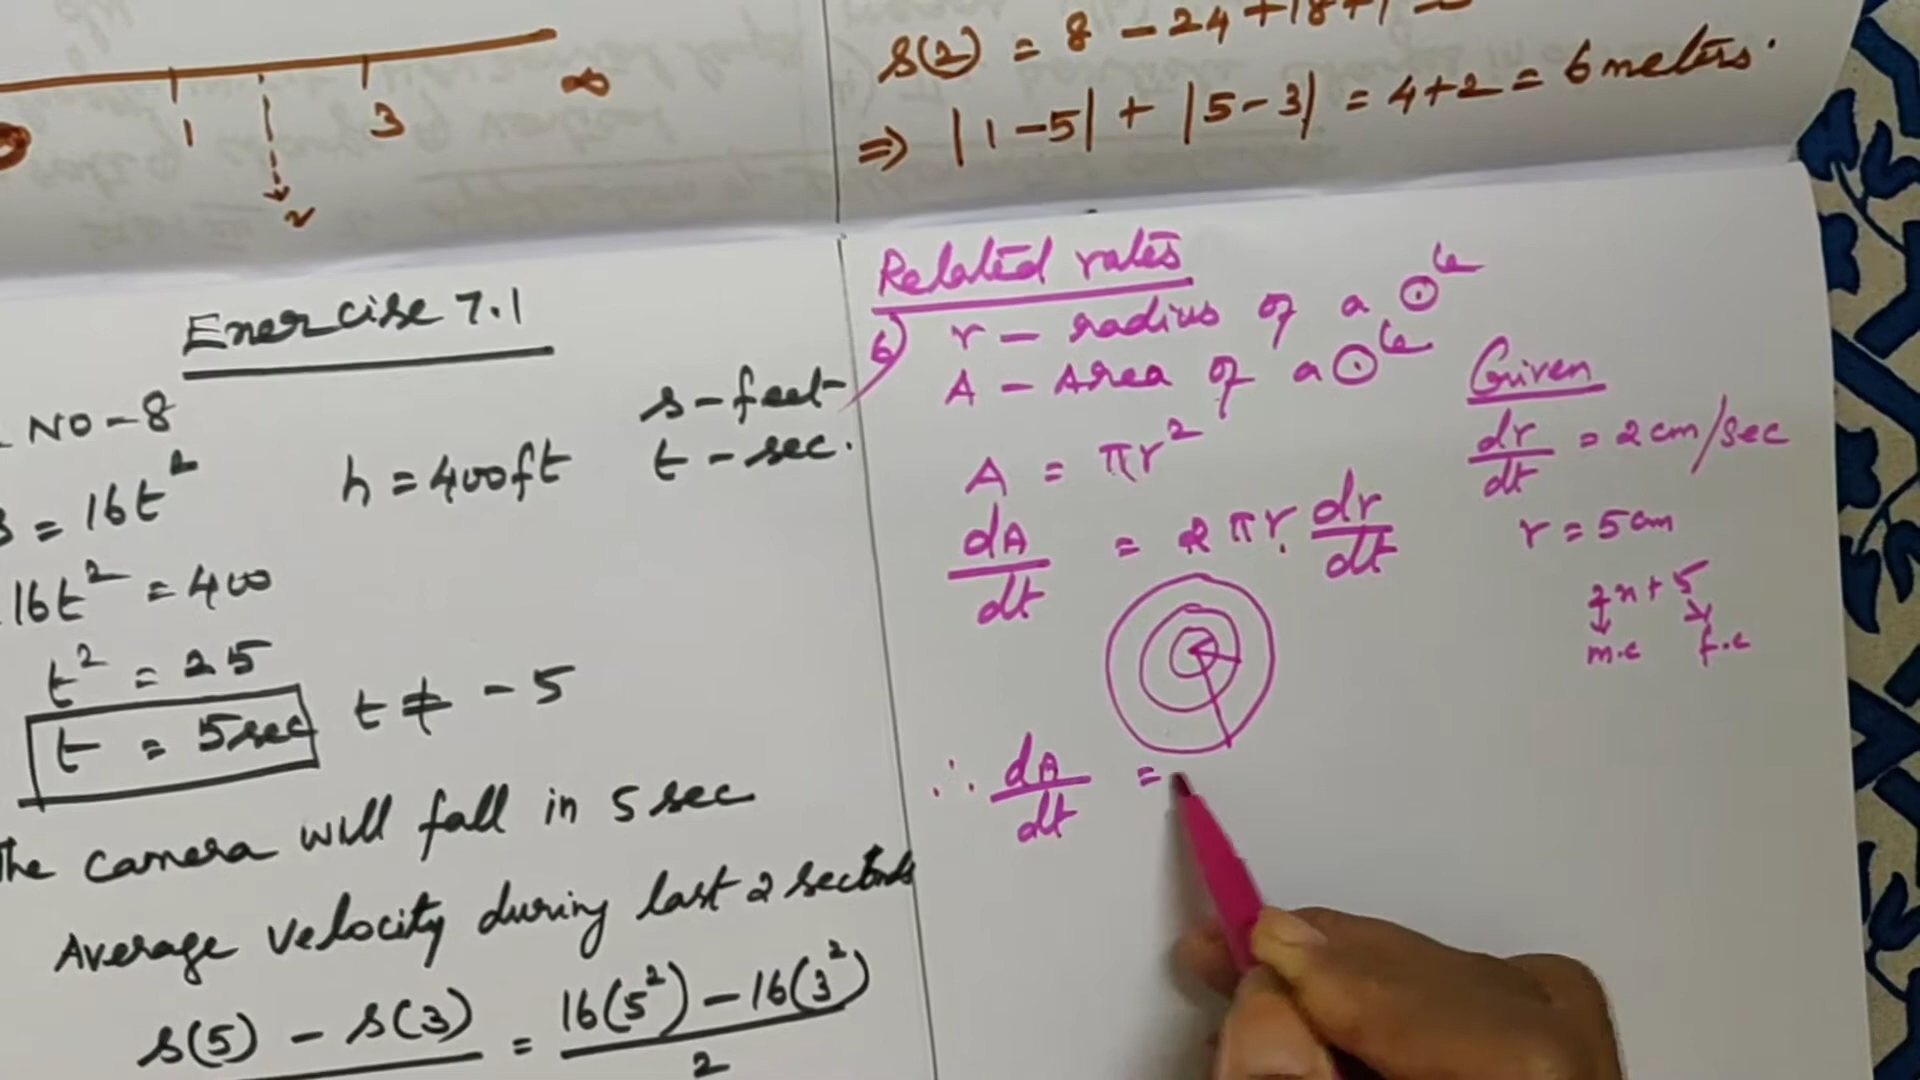 1 3 ∞
2
s(2) = 8 - 24 + 18 + 1
⇒ |1-5| + |5-3| = 4+2 = 6 meters.
Exercise 7.1
NO - 8
s = 16t² h = 400ft s - feet
t - sec.
16t² = 400
t² = 25
t = 5sec t ≠ -5
The camera will fall in 5 sec
Average velocity during last 2 seconds
s(5) - s(3) = 16(5²) - 16(3²)
2
Related rates
6) r - radius of a ⊙le
A - Area of a ⊙le
A = πr²
dA/dt = 2πr. dr/dt
∴ dA/dt =
Given
dr/dt = 2cm/sec
r = 5cm
2x + 5
m.c f.c